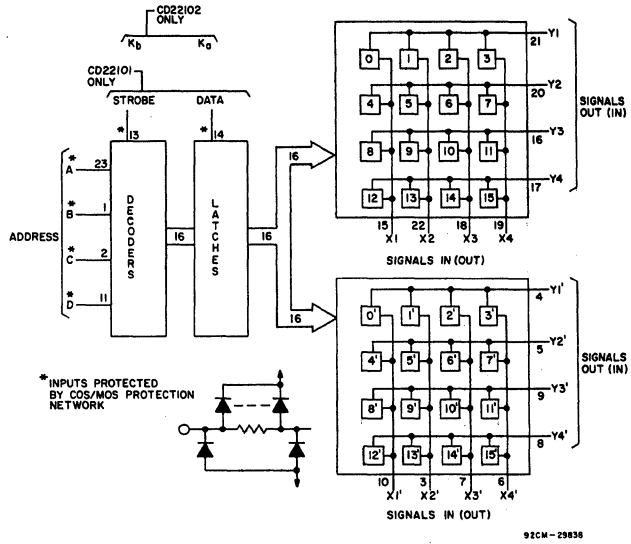 CD22102
ONLY
Kb Ka
CD22101
ONLY
STROBE DATA
* 13 * 14
ADDRESS
* A 23
* B 1
* C 2
* D 11
DECODERS
16
LATCHES
16
16
16
0 1 2 3
21 Y1
4 5 6 7
20 Y2
8 9 10 11
16 Y3
12 13 14 15
17 Y4
SIGNALS
OUT (IN)
15 22 18 19
X1 X2 X3 X4
SIGNALS IN (OUT)
0' 1' 2' 3'
4 Y1'
4' 5' 6' 7'
5 Y2'
8' 9' 10' 11'
9 Y3'
12' 13' 14' 15'
8 Y4'
SIGNALS
OUT (IN)
10 3 7 6
X1' X2' X3' X4'
SIGNALS IN (OUT)
*INPUTS PROTECTED
BY COS/MOS PROTECTION
NETWORK
92CM-29838